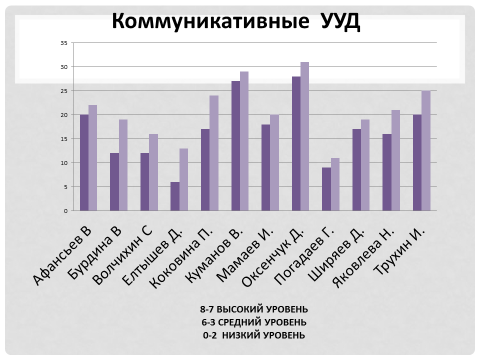 Коммуникативные УУД
35
30
25
20
15
10
5
0
Афансьев В
Бурдина В
Волчихин С
Елтышев Д.
Коковина П.
Куманов В.
Мамаев И.
Оксенчук Д.
Погадаев Г.
Ширяев Д.
Яковлева Н.
Трухин И.
8-7 ВЫСОКИЙ УРОВЕНЬ
6-3 СРЕДНИЙ УРОВЕНЬ
0-2 НИЗКИЙ УРОВЕНЬ